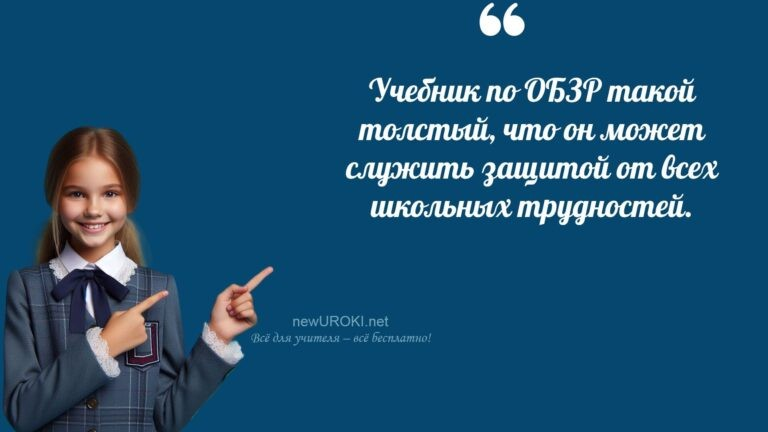 ❝
Учебник по ОБЗР такой
толстый, что он может
служить защитой от всех
школьных трудностей.
newUROKI.net
Всё для учителя – всё бесплатно!